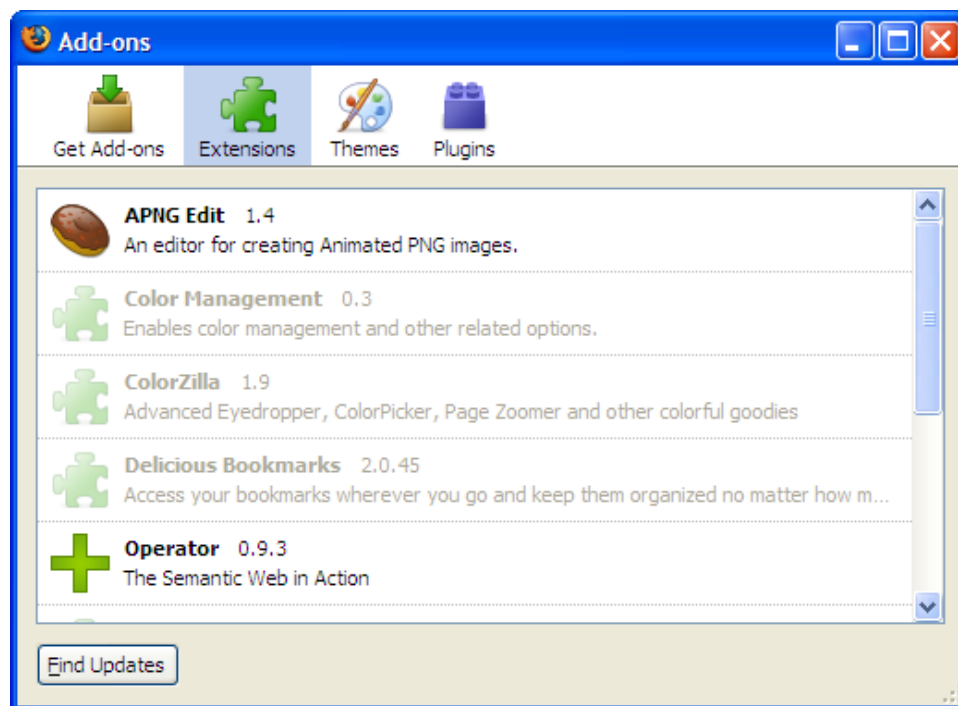 Add-ons
Get Add-ons Extensions Themes Plugins
APNG Edit 1.4
An editor for creating Animated PNG images.
Color Management 0.3
Enables color management and other related options.
ColorZilla 1.9
Advanced Eyedropper, ColorPicker, Page Zoomer and other colorful goodies
Delicious Bookmarks 2.0.45
Access your bookmarks wherever you go and keep them organized no matter how m...
Operator 0.9.3
The Semantic Web in Action
Find Updates